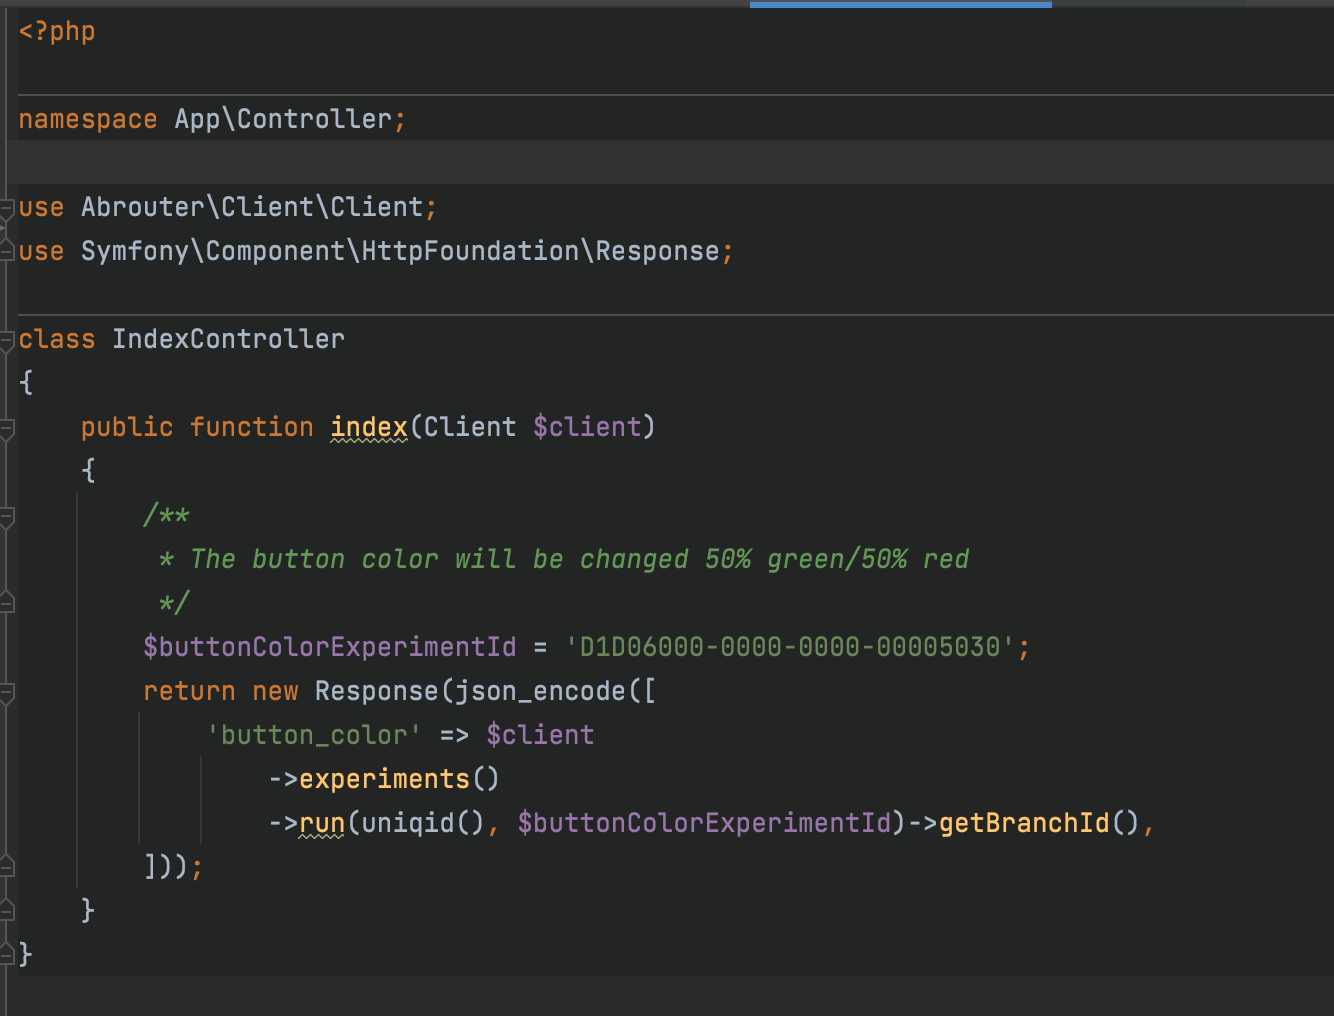 <?php
namespace App\Controller;
use Abrouter\Client\Client;
use Symfony\Component\HttpFoundation\Response;
class IndexController
{
    public function index(Client $client)
    {
        /**
         * The button color will be changed 50% green/50% red
         */
        $buttonColorExperimentId = 'D1D06000-0000-0000-00005030';
        return new Response(json_encode([
            'button_color' => $client
                ->experiments()
                ->run(uniqid(), $buttonColorExperimentId)->getBranchId(),
        ]));
    }
}